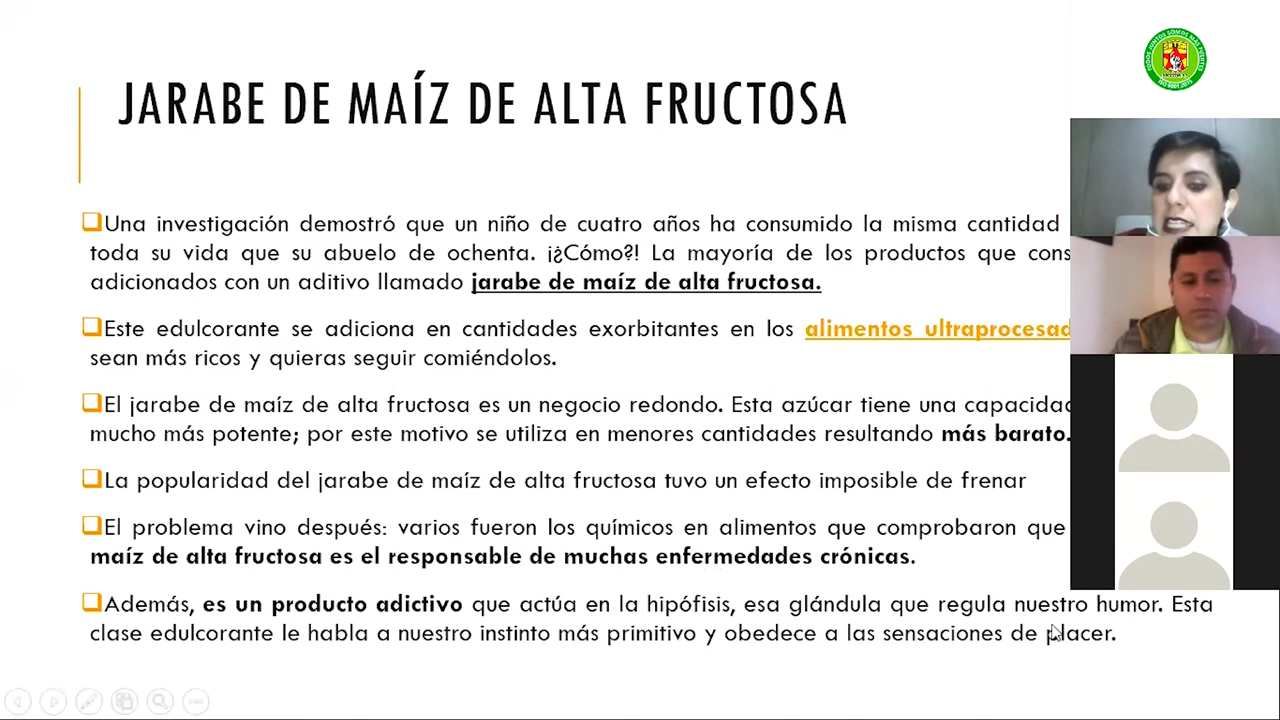 JARABE DE MAÍZ DE ALTA FRUCTOSA
TODOS JUNTOS SOMOS MAS FUERTES
ISO 9001:2015
Una investigación demostró que un niño de cuatro años ha consumido la misma cantidad
toda su vida que su abuelo de ochenta. ¡¿Cómo?! La mayoría de los productos que cons
adicionados con un aditivo llamado jarabe de maíz de alta fructosa.
Este edulcorante se adiciona en cantidades exorbitantes en los alimentos ultraprocesad
sean más ricos y quieras seguir comiéndolos.
El jarabe de maíz de alta fructosa es un negocio redondo. Esta azúcar tiene una capacidad
mucho más potente; por este motivo se utiliza en menores cantidades resultando más barato.
La popularidad del jarabe de maíz de alta fructosa tuvo un efecto imposible de frenar
El problema vino después: varios fueron los químicos en alimentos que comprobaron que
maíz de alta fructosa es el responsable de muchas enfermedades crónicas.
Además, es un producto adictivo que actúa en la hipófisis, esa glándula que regula nuestro humor. Esta
clase edulcorante le habla a nuestro instinto más primitivo y obedece a las sensaciones de placer.